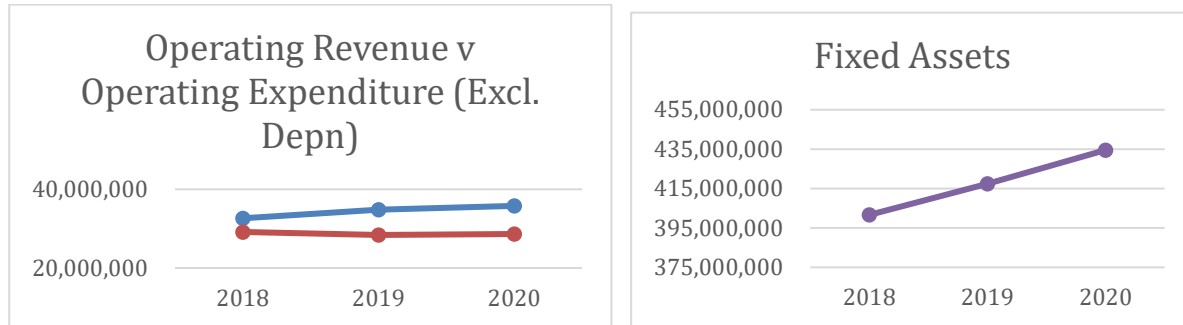 Operating Revenue v
Operating Expenditure (Excl.
Depn)
40,000,000
20,000,000
2018 2019 2020
Fixed Assets
455,000,000
435,000,000
415,000,000
395,000,000
375,000,000
2018 2019 2020